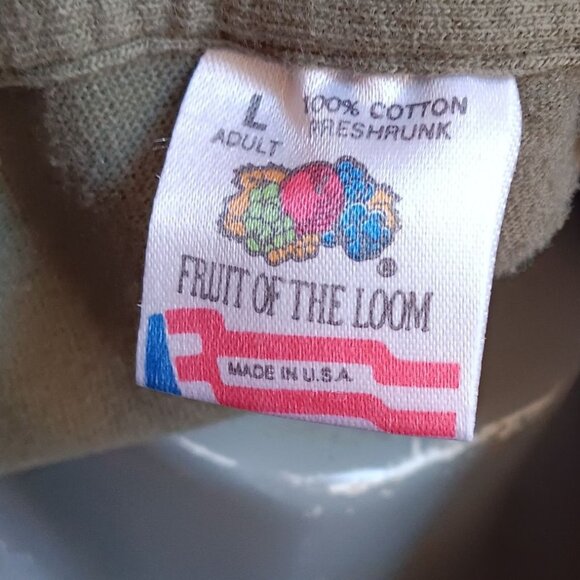 L 100% COTTON
ADULT PRESHRUNK
®
FRUIT OF THE LOOM
MADE IN U.S.A.